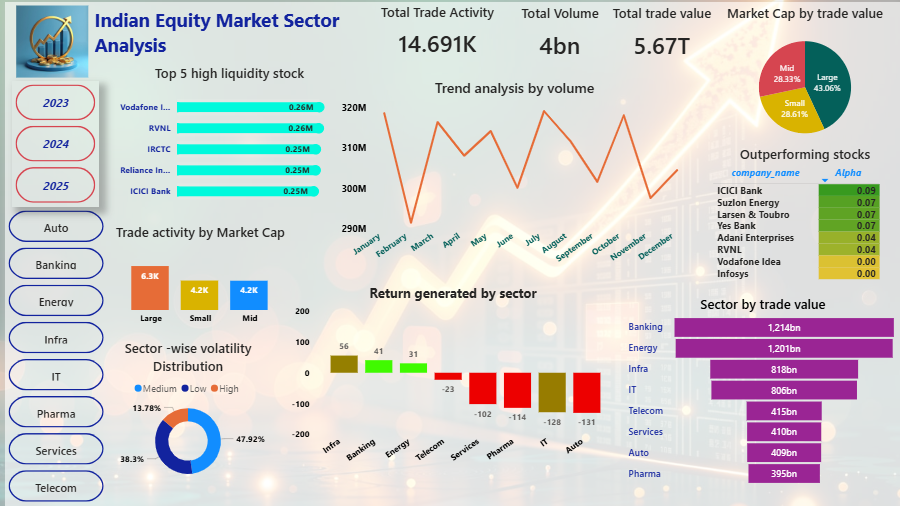 Indian Equity Market Sector
Analysis
Total Trade Activity
14.691K
Total Volume
4bn
Total trade value
5.67T
Market Cap by trade value
Mid
28.33%
Large
43.06%
Small
28.61%
2023
2024
2025
Auto
Banking
Energy
Infra
IT
Pharma
Services
Telecom
Top 5 high liquidity stock
Vodafone I... 0.26M
RVNL 0.26M
IRCTC 0.25M
Reliance In... 0.25M
ICICI Bank 0.25M
Trend analysis by volume
320M
310M
300M
290M
January
February
March
April
May
June
July
August
September
October
November
December
Outperforming stocks
company_name Alpha
ICICI Bank 0.09
Suzlon Energy 0.07
Larsen & Toubro 0.07
Yes Bank 0.07
Adani Enterprises 0.04
RVNL 0.04
Vodafone Idea 0.00
Infosys 0.00
Trade activity by Market Cap
6.3K
4.2K
4.2K
Large Small Mid
Return generated by sector
200
100
0
-100
-200
56
41
31
-23
-102
-114
-128
-131
Infra
Banking
Energy
Telecom
Services
Pharma
IT
Auto
Sector -wise volatility
Distribution
Medium Low High
13.78%
47.92%
38.3%
Sector by trade value
Banking 1,214bn
Energy 1,201bn
Infra 818bn
IT 806bn
Telecom 415bn
Services 410bn
Auto 409bn
Pharma 395bn